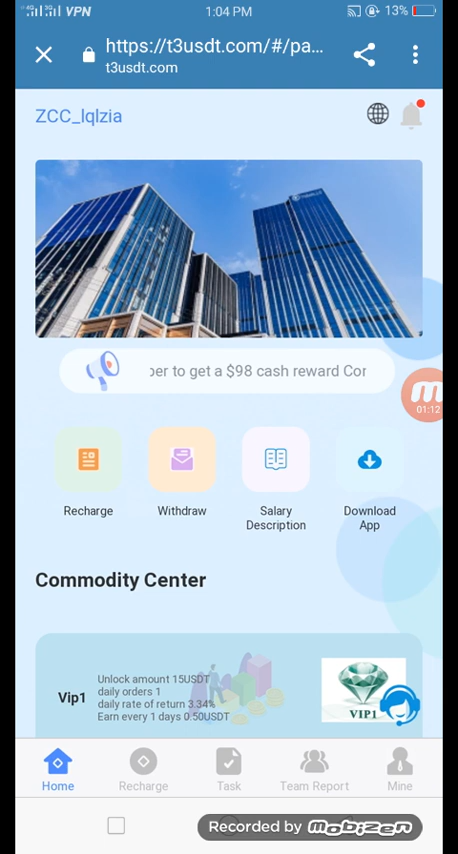 4G 3G VPN 1:04 PM 13%
https://t3usdt.com/#/pa...
t3usdt.com
ZCC_lqlzia
to get a $98 cash reward
01:12
Recharge Withdraw Salary Description Download App
Commodity Center
Vip1
Unlock amount 15USDT
daily orders 1
daily rate of return 3.34%
Earn every 1 days 0.50USDT
VIP1
Home Recharge Task Team Report Mine
Recorded by mobizen